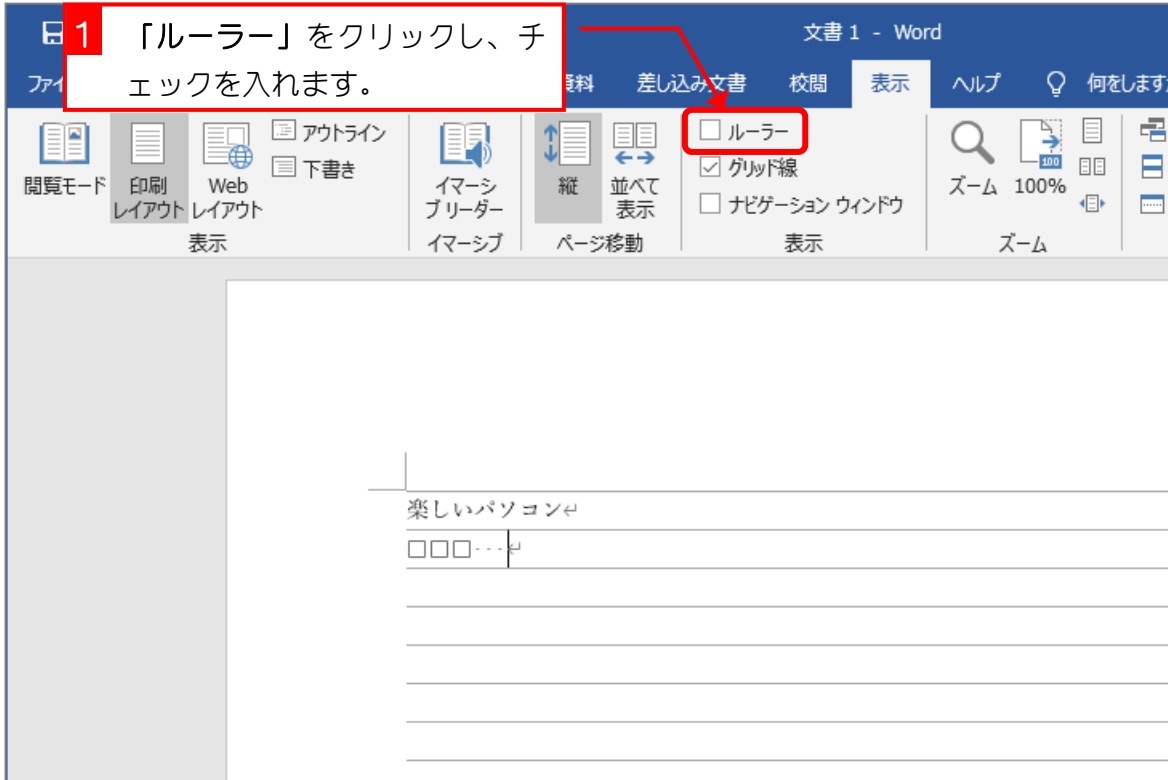 1 「ルーラー」をクリックし、チ
ェックを入れます。
文書 1 - Word
ファイ
資料 差し込み文書 校閲 表示 ヘルプ 何をします
閲覧モード
印刷
レイアウト
Web
レイアウト
アウトライン
下書き
表示
イマーシ
ブ リーダー
イマーシブ
縦
並べて
表示
ページ移動
ルーラー
グリッド線
ナビゲーション ウィンドウ
表示
ズーム
100
100%
ズーム
楽しいパソコン↵
□□□···↵